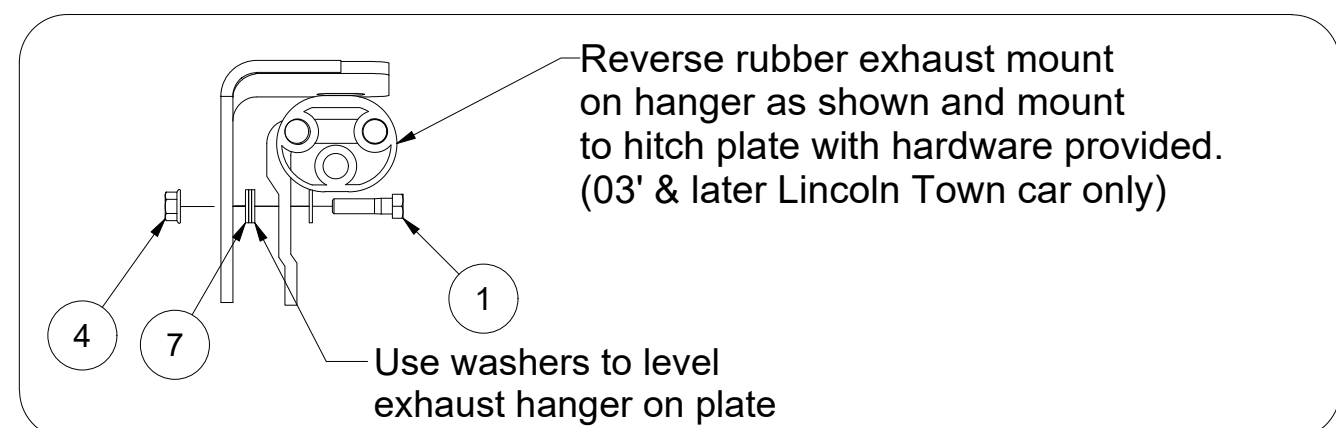 Reverse rubber exhaust mount
on hanger as shown and mount
to hitch plate with hardware provided.
(03' & later Lincoln Town car only)
4
7
1
Use washers to level
exhaust hanger on plate